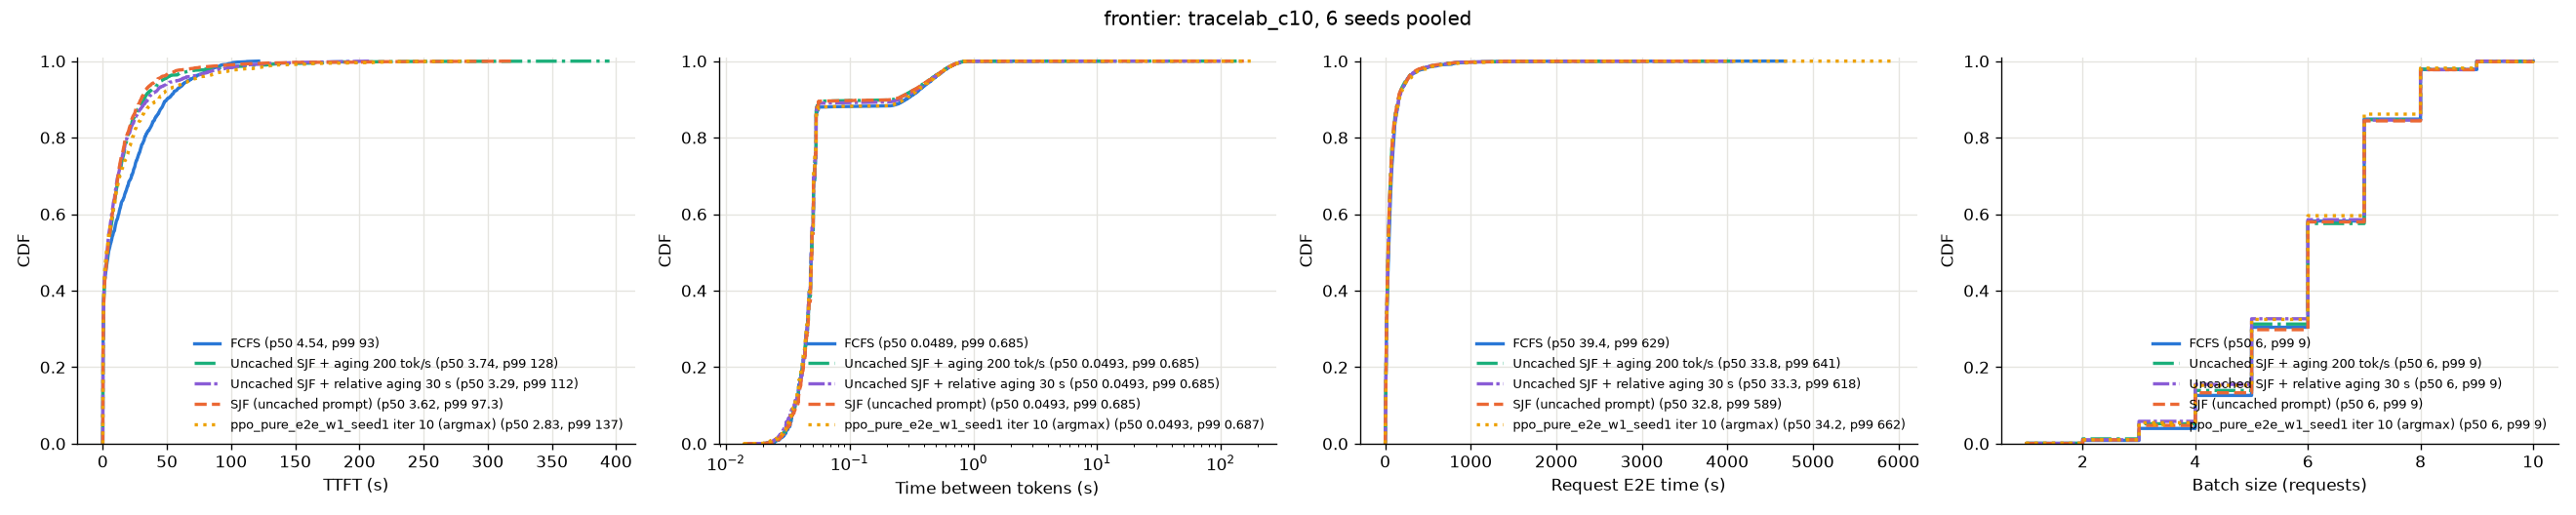 frontier: tracelab_c10, 6 seeds pooled
CDF
1.0
0.8
0.6
0.4
0.2
0.0
FCFS (p50 4.54, p99 93)
Uncached SJF + aging 200 tok/s (p50 3.74, p99 128)
Uncached SJF + relative aging 30 s (p50 3.29, p99 112)
SJF (uncached prompt) (p50 3.62, p99 97.3)
ppo_pure_e2e_w1_seed1 iter 10 (argmax) (p50 2.83, p99 137)
0 50 100 150 200 250 300 350 400
TTFT (s)
CDF
1.0
0.8
0.6
0.4
0.2
0.0
FCFS (p50 0.0489, p99 0.685)
Uncached SJF + aging 200 tok/s (p50 0.0493, p99 0.685)
Uncached SJF + relative aging 30 s (p50 0.0493, p99 0.685)
SJF (uncached prompt) (p50 0.0493, p99 0.685)
ppo_pure_e2e_w1_seed1 iter 10 (argmax) (p50 0.0493, p99 0.687)
10⁻² 10⁻¹ 10⁰ 10¹ 10²
Time between tokens (s)
CDF
1.0
0.8
0.6
0.4
0.2
0.0
FCFS (p50 39.4, p99 629)
Uncached SJF + aging 200 tok/s (p50 33.8, p99 641)
Uncached SJF + relative aging 30 s (p50 33.3, p99 618)
SJF (uncached prompt) (p50 32.8, p99 589)
ppo_pure_e2e_w1_seed1 iter 10 (argmax) (p50 34.2, p99 662)
0 1000 2000 3000 4000 5000 6000
Request E2E time (s)
CDF
1.0
0.8
0.6
0.4
0.2
0.0
FCFS (p50 6, p99 9)
Uncached SJF + aging 200 tok/s (p50 6, p99 9)
Uncached SJF + relative aging 30 s (p50 6, p99 9)
SJF (uncached prompt) (p50 6, p99 9)
ppo_pure_e2e_w1_seed1 iter 10 (argmax) (p50 6, p99 9)
2 4 6 8 10
Batch size (requests)